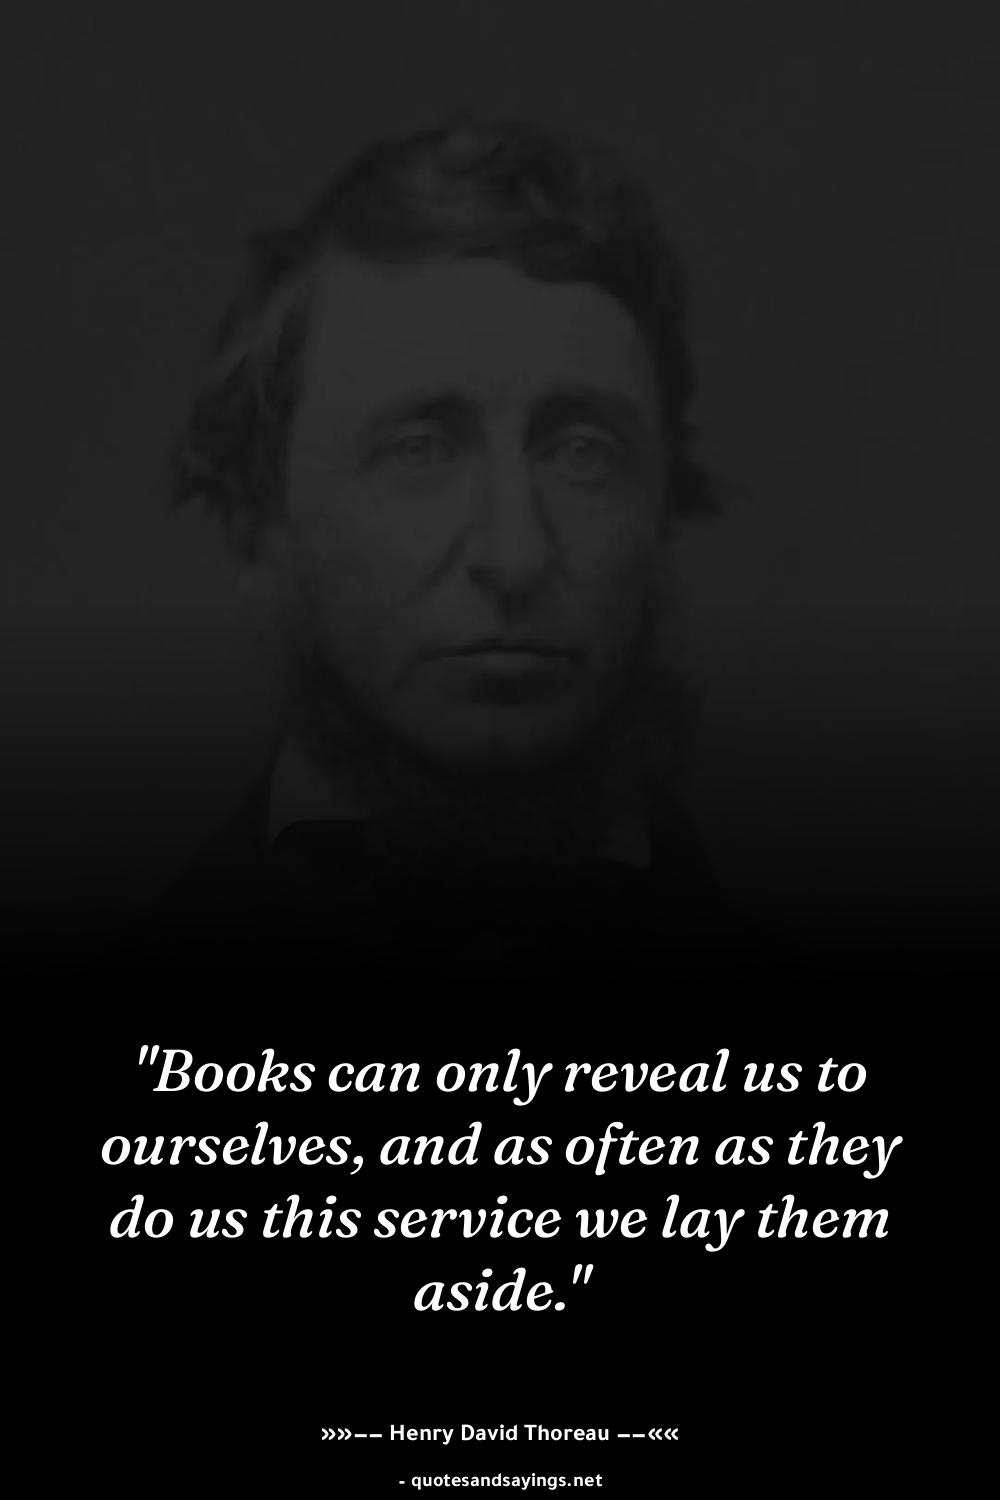 "Books can only reveal us to
ourselves, and as often as they
do us this service we lay them
aside."
»»−− Henry David Thoreau −−««
- quotesandsayings.net